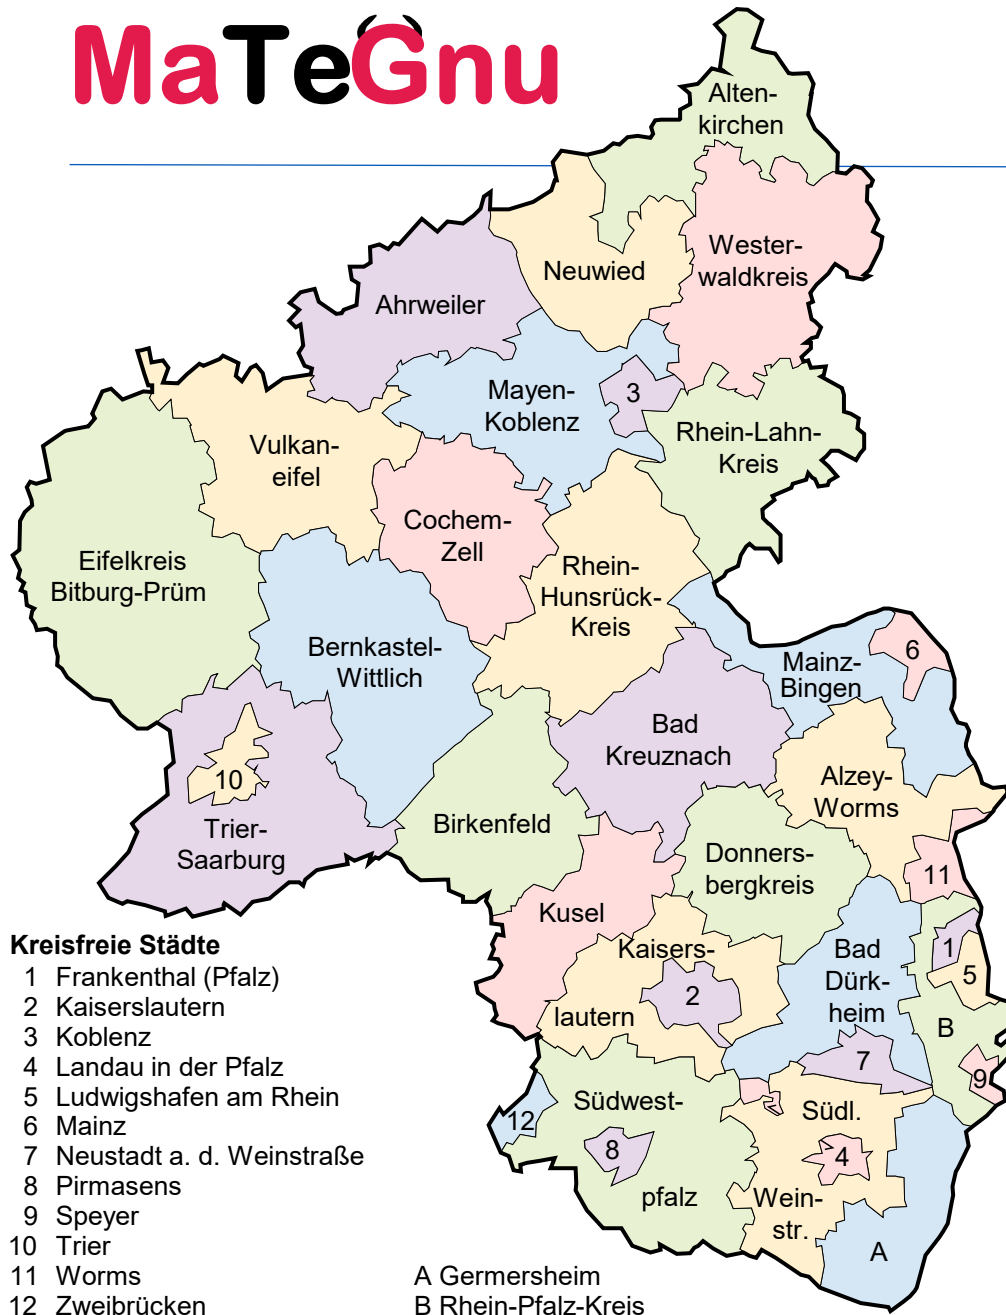 MaTeGnu
Alten-
kirchen
Wester-
waldkreis
Neuwied
Ahrweiler
Mayen-
Koblenz
3
Rhein-Lahn-
Kreis
Vulkan-
eifel
Cochem-
Zell
Eifelkreis
Bitburg-Prüm
Rhein-
Hunsrück-
Kreis
Bernkastel-
Wittlich
Mainz-
Bingen
6
Bad
Kreuznach
10
Alzey-
Worms
Trier-
Saarburg
Birkenfeld
Donners-
bergkreis
11
Kusel
Kaisers-
lautern
2
Bad
Dürk-
heim
1
5
B
7
9
Südwest-
pfalz
12
8
Südl.
Wein-
str.
4
A
Kreisfreie Städte
1 Frankenthal (Pfalz)
2 Kaiserslautern
3 Koblenz
4 Landau in der Pfalz
5 Ludwigshafen am Rhein
6 Mainz
7 Neustadt a. d. Weinstraße
8 Pirmasens
9 Speyer
10 Trier
11 Worms
12 Zweibrücken
A Germersheim
B Rhein-Pfalz-Kreis